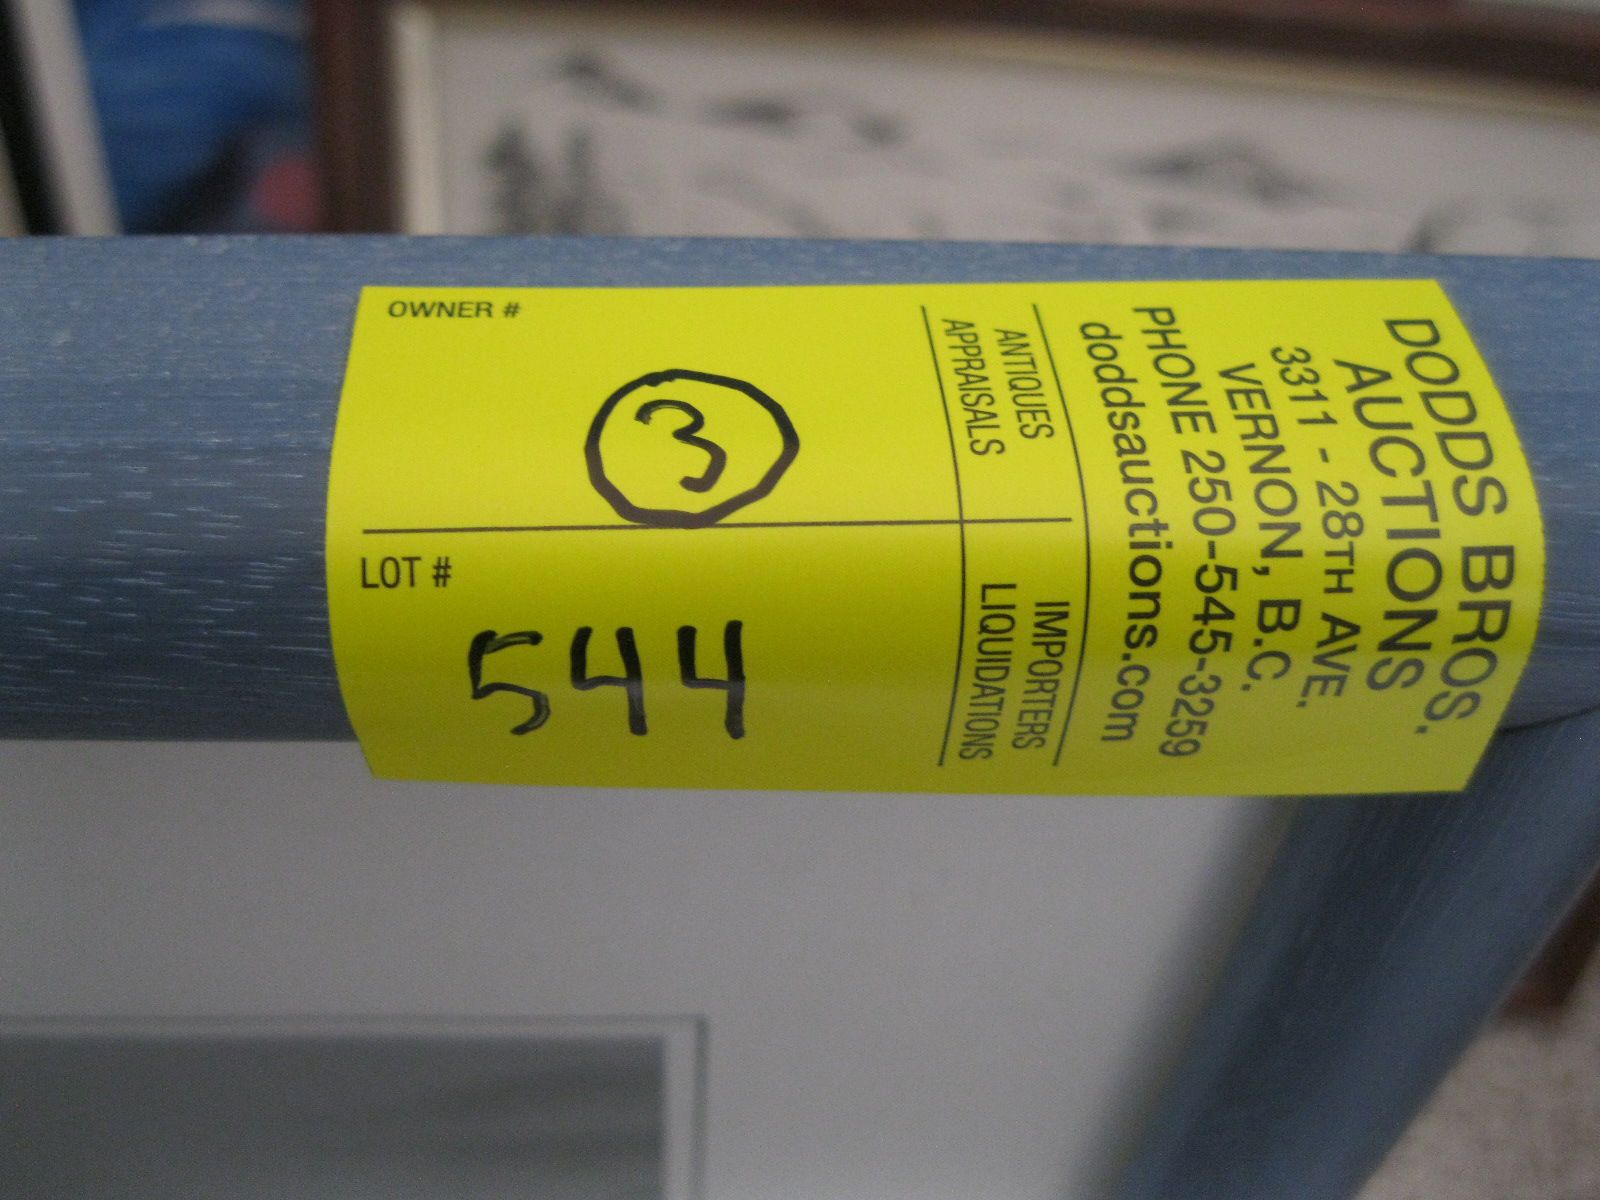 DODDS BROS.
AUCTIONS
3311 - 28TH AVE.
VERNON, B.C.
PHONE 250-545-3259
doddsauctions.com
ANTIQUES
APPRAISALS
IMPORTERS
LIQUIDATIONS
OWNER #
3
LOT #
544